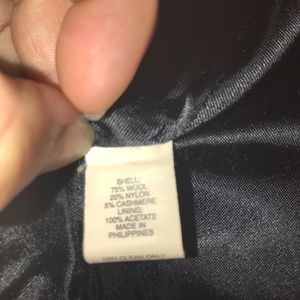 SHELL:
75% WOOL
20% NYLON
5% CASHMERE
LINING:
100% ACETATE
MADE IN
PHILIPPINES
DRY CLEAN ONLY